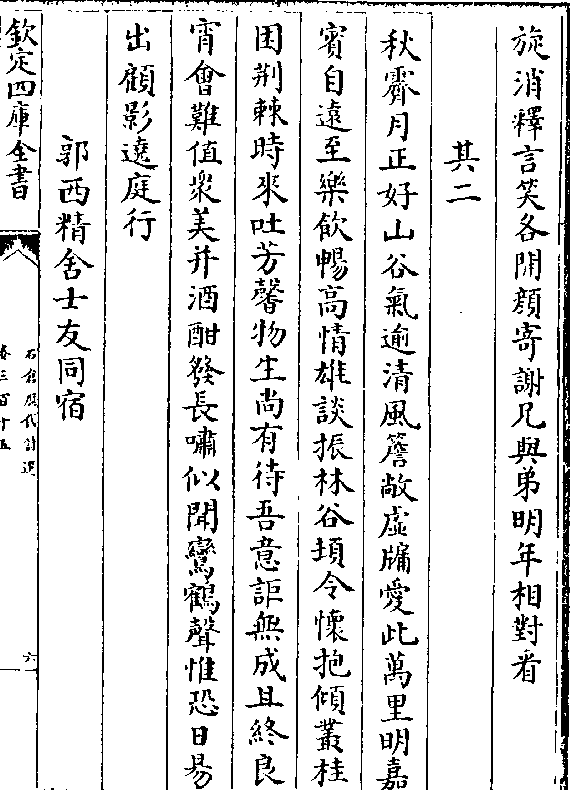 旋消釋言笑各開顔寄謝兄與弟明年相對看
其二
秋霽月正好山谷氣逾清風簷敞虛牗愛此萬里明嘉
賓自遠至樂飲暢高情雄談振林谷頓令懷抱傾叢桂
困荆棘時來吐芳馨物生尚有待吾意詎無成且終良
宵會難值衆美并酒酣發長嘯似聞鸞鶴聲惟恐日易
出顧影遶庭行
郭西精舍士友同宿
欽定四庫全書
石倉歴代詩選
卷三百十五
六